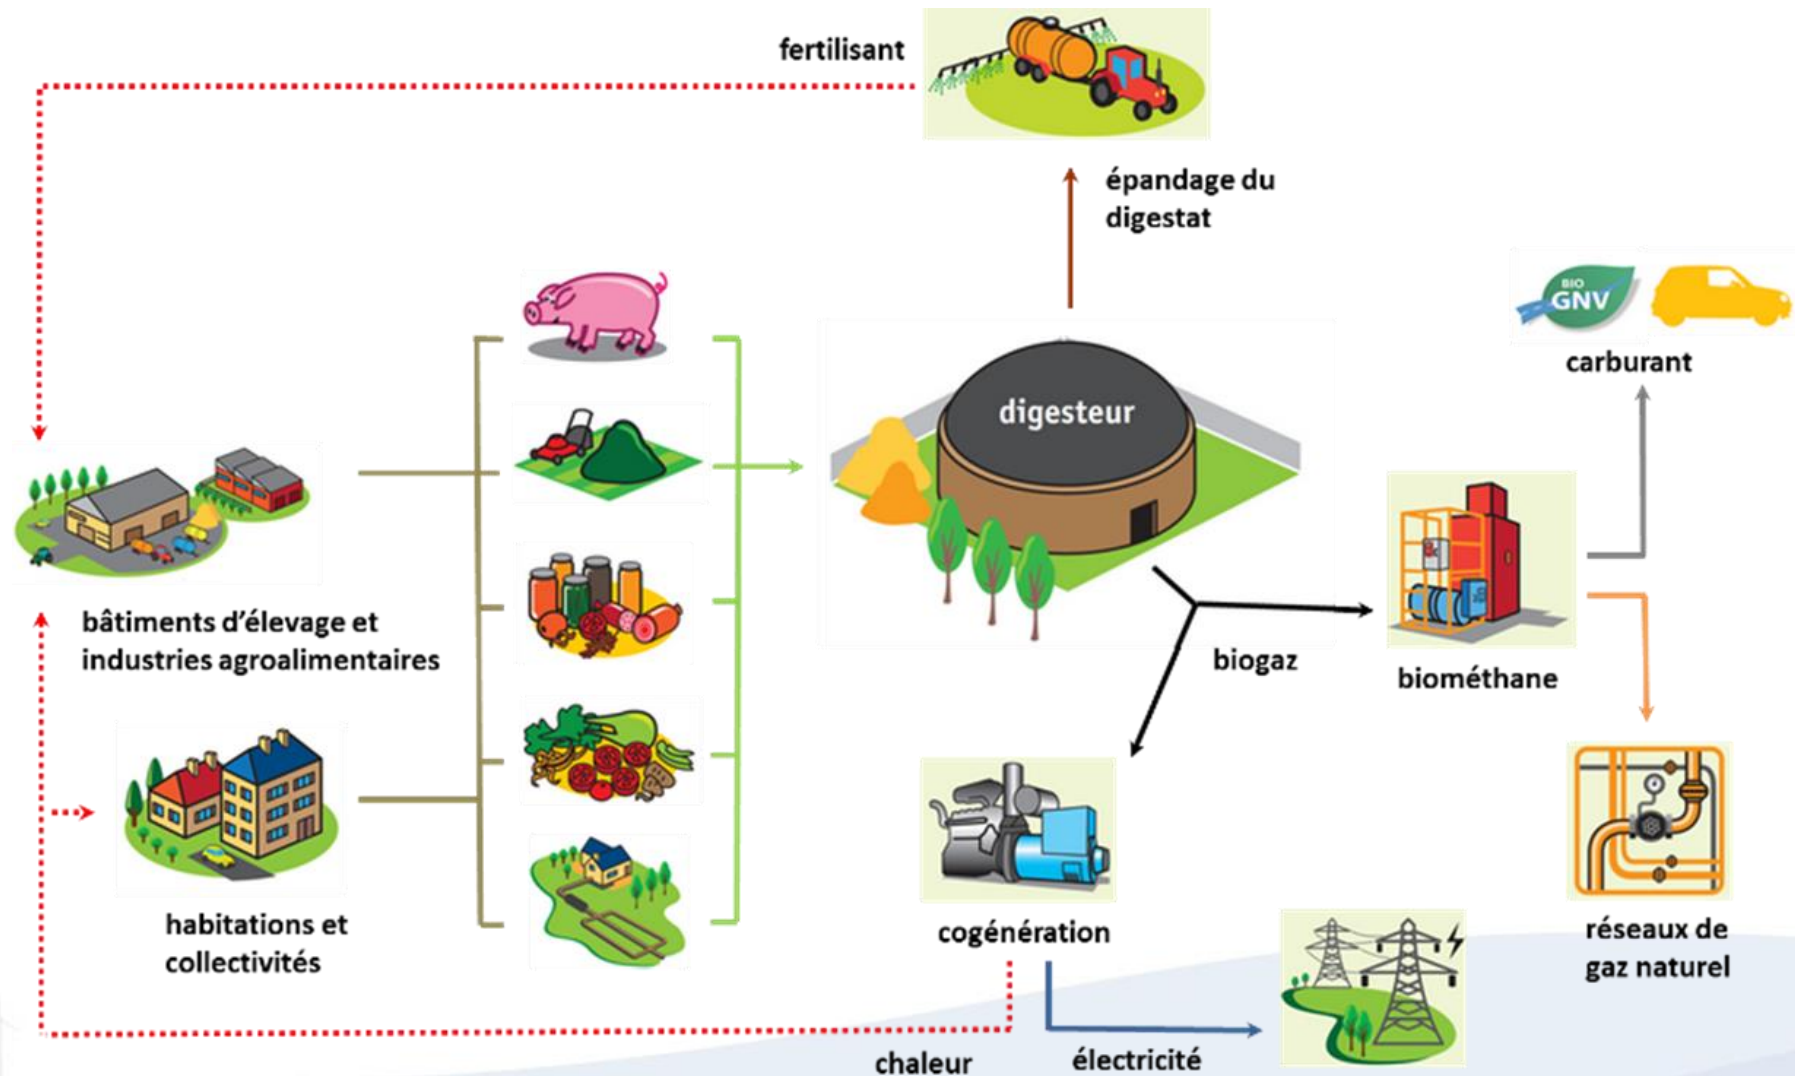 fertilisant
épandage du
digestat
BIO
GNV
carburant
digesteur
bâtiments d'élevage et
industries agroalimentaires
biogaz
biométhane
habitations et
collectivités
cogénération
réseaux de
gaz naturel
chaleur
électricité